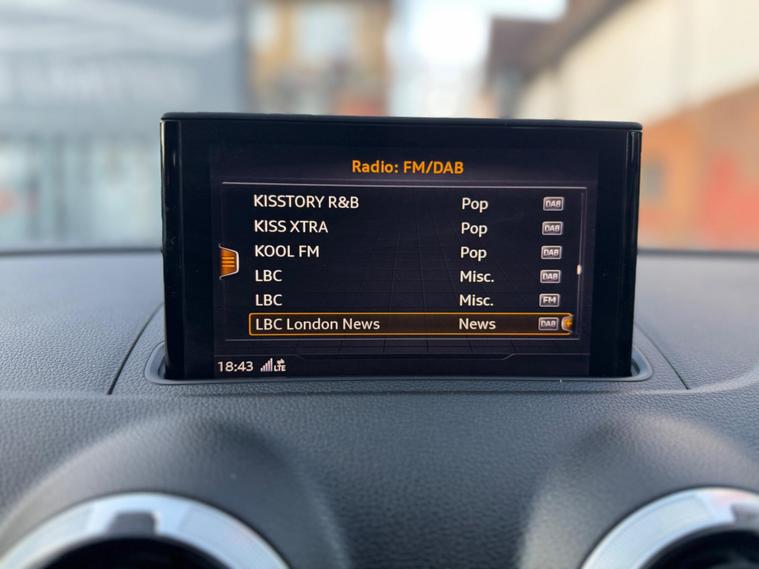 Radio: FM/DAB
KISSTORY R&B Pop DAB
KISS XTRA Pop DAB
KOOL FM Pop DAB
LBC Misc. DAB
LBC Misc. FM
LBC London News News DAB
18:43 LTE